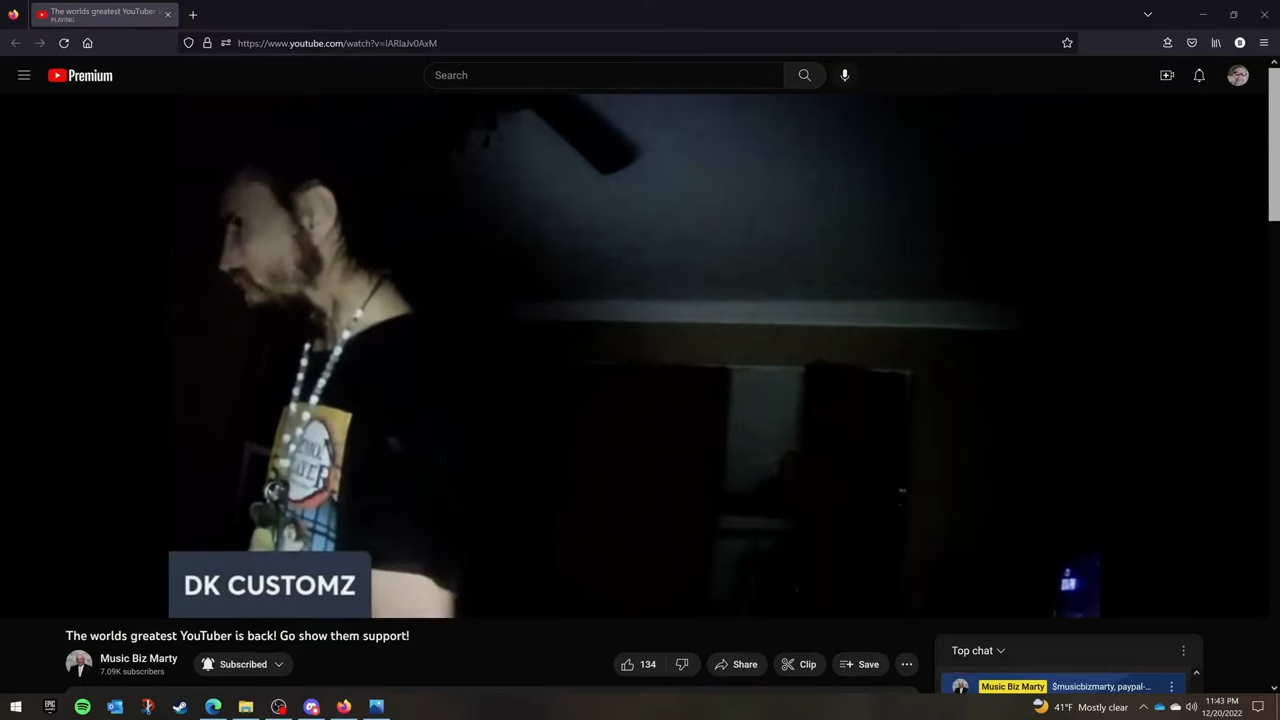 The worlds greatest YouTuber is
PLAYING
https://www.youtube.com/watch?v=lARlaJv0AxM
B
Premium
Search
DK CUSTOMZ
The worlds greatest YouTuber is back! Go show them support!
Music Biz Marty
7.09K subscribers
Subscribed
134
Share
Clip
Save
Top chat
Music Biz Marty $musicbizmarty, paypal-...
EPIC
41°F Mostly clear
11:43 PM
12/20/2022